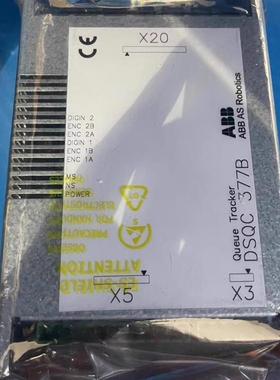 CE
X20
ABB
ABB AS Robotics
DIGIN 2
ENC 2B
ENC 2A
DIGIN 1
ENC 1B
ENC 1A
MS
NS
POWER
Queue Tracker
DSQC 377B
ATTENTION
X5
X3